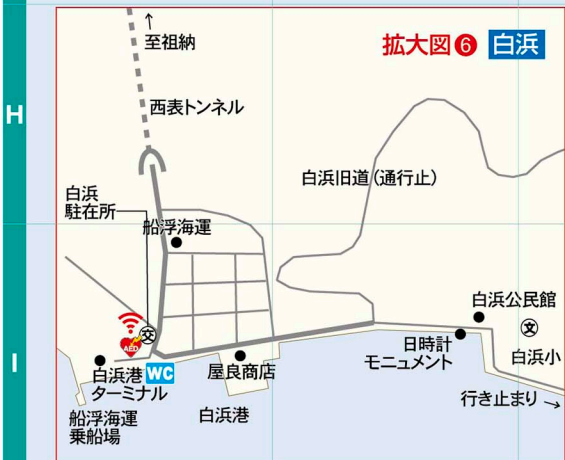 拡大図❻ 白浜
↑
至祖納
H
西表トンネル
白浜旧道（通行止）
白浜
駐在所
船浮海運
交
AED
白浜公民館
文
日時計
モニュメント
白浜小
I
白浜港
ターミナル
WC
屋良商店
行き止まり→
船浮海運
乗船場
白浜港